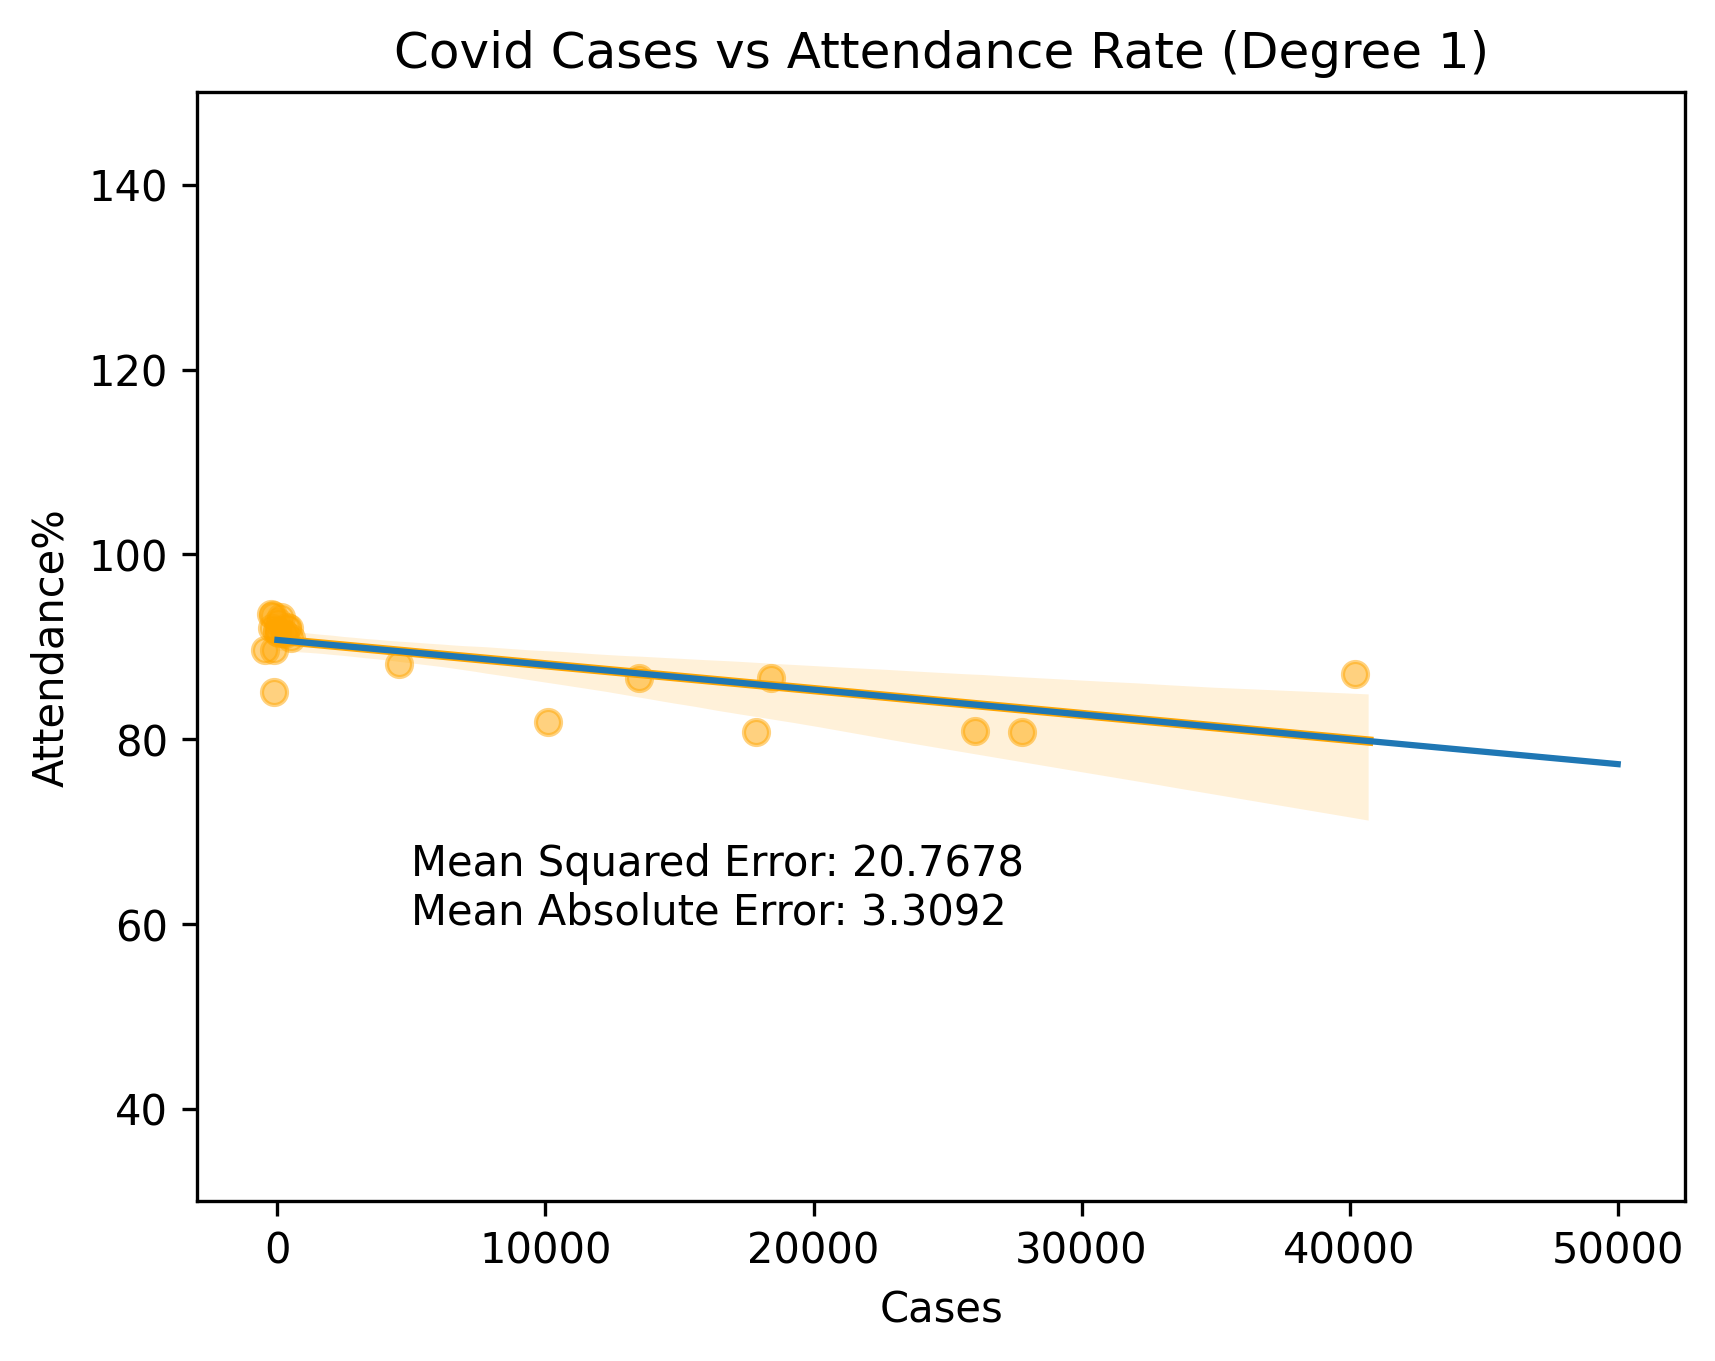 Covid Cases vs Attendance Rate (Degree 1)
140
120
100
80
60
40
Attendance%
Mean Squared Error: 20.7678
Mean Absolute Error: 3.3092
0 10000 20000 30000 40000 50000
Cases